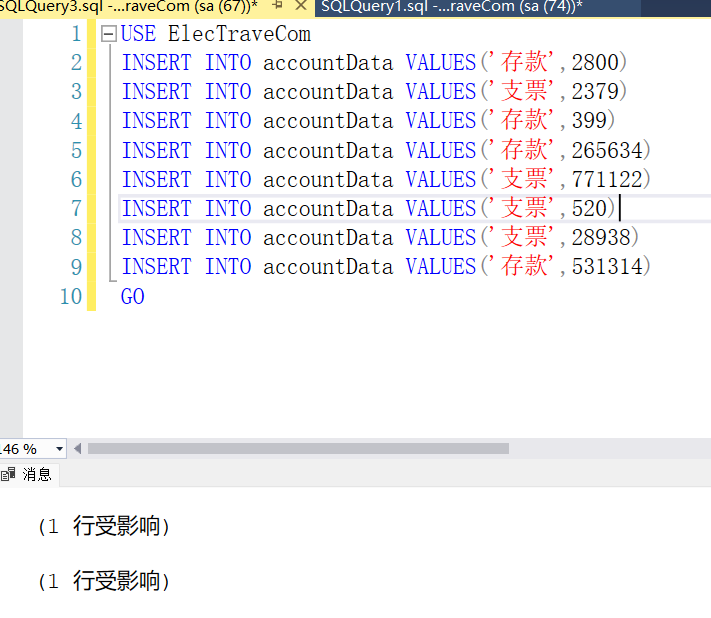 SQLQuery3.sql -...raveCom (sa (67))* SQLQuery1.sql -...raveCom (sa (74))*
1 USE ElecTraveCom
2 INSERT INTO accountData VALUES('存款',2800)
3 INSERT INTO accountData VALUES('支票',2379)
4 INSERT INTO accountData VALUES('存款',399)
5 INSERT INTO accountData VALUES('存款',265634)
6 INSERT INTO accountData VALUES('支票',771122)
7 INSERT INTO accountData VALUES('支票',520)
8 INSERT INTO accountData VALUES('支票',28938)
9 INSERT INTO accountData VALUES('存款',531314)
10 GO
146 %
消息
(1 行受影响)
(1 行受影响)